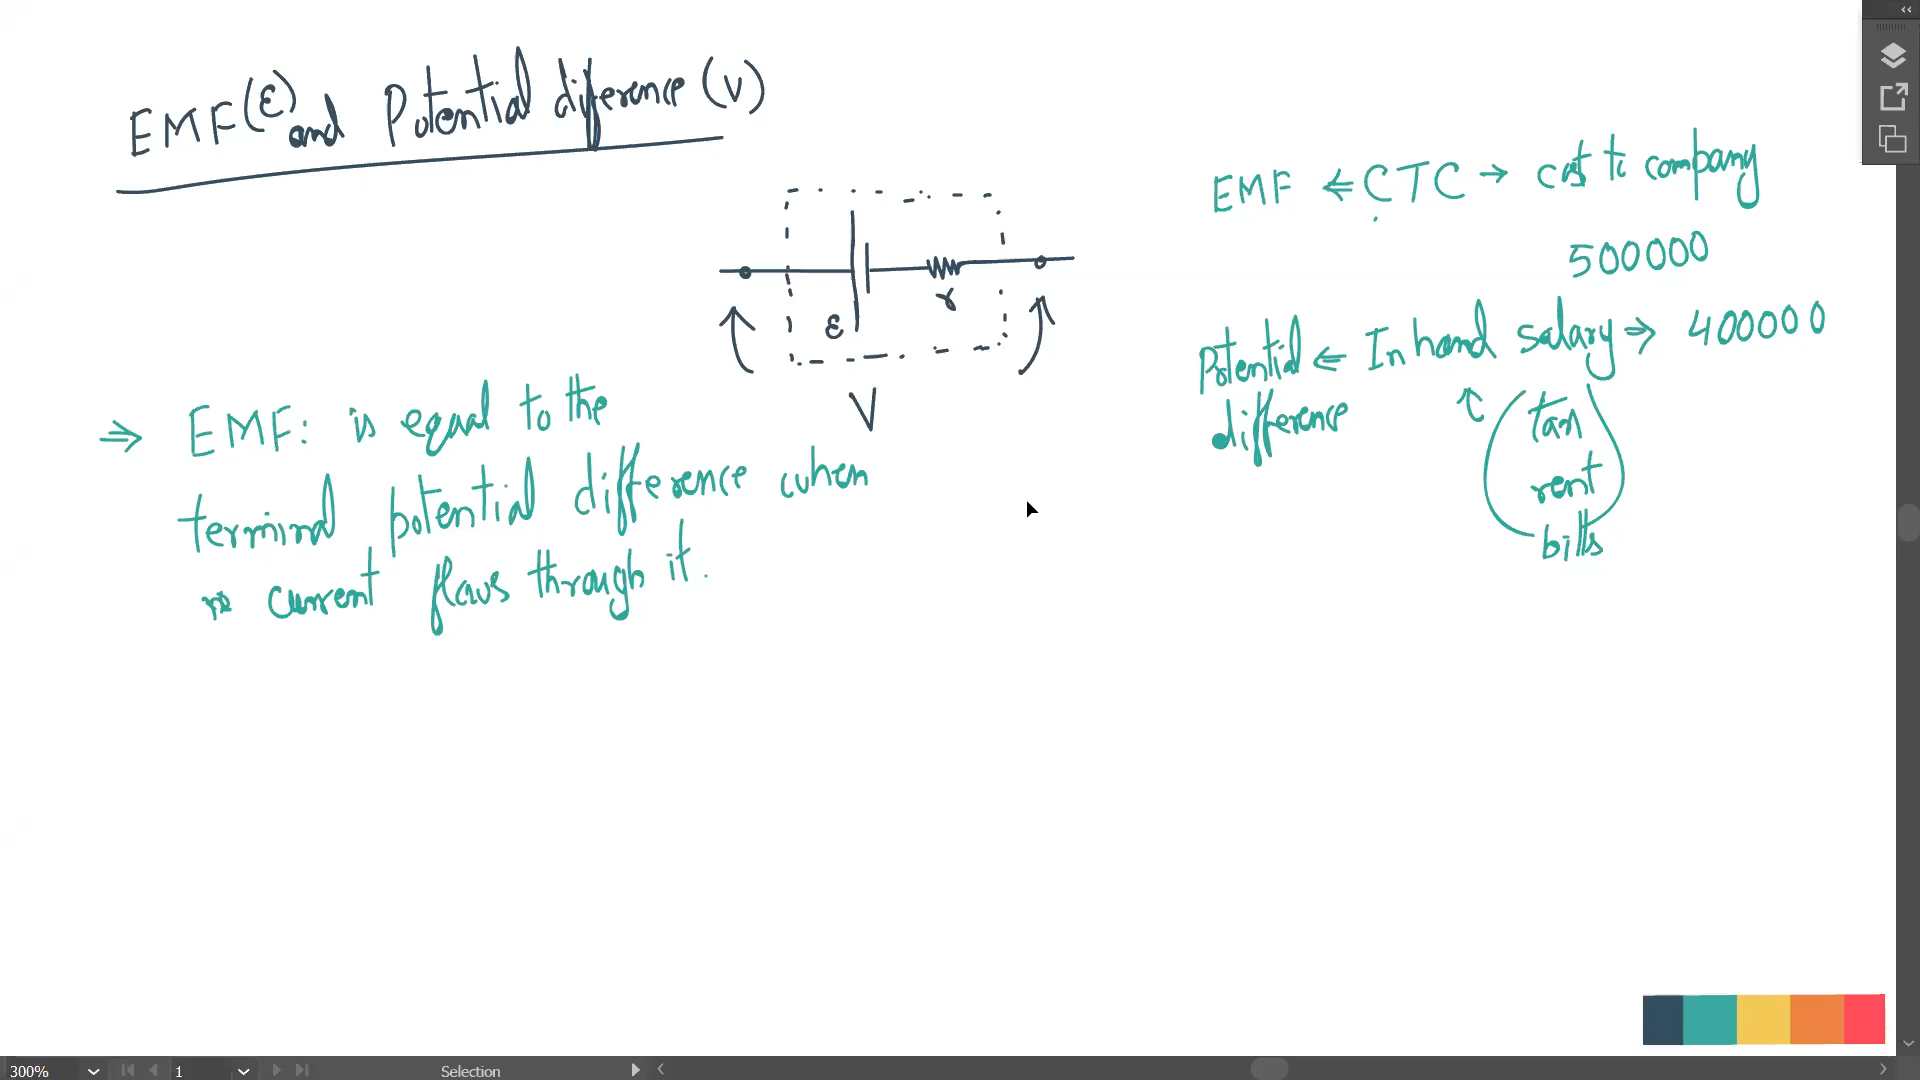 EMF(ε) and Potential diference (V)
EMF ⇐ CTC → cost to company
500000
ε
r
V
Potential ⇐ In hand salary ⇒ 400000
difference
tax
rent
bills
⇒ EMF: is equal to the
terminal potential difference when
no current flows through it.
300%
1
Selection